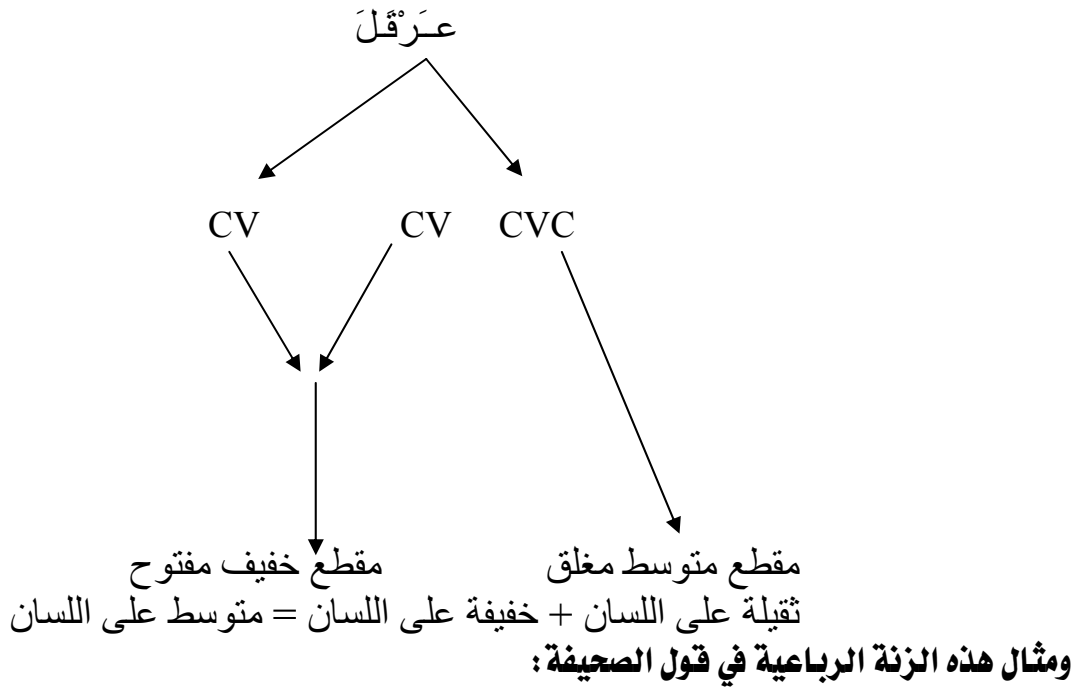 عـَرْقَلَ
CVC CV CV
مقطع متوسط مغلق مقطع خفيف مفتوح
ثقيلة على اللسان + خفيفة على اللسان = متوسط على اللسان
ومثال هذه الزنة الرباعية في قول الصحيفة :